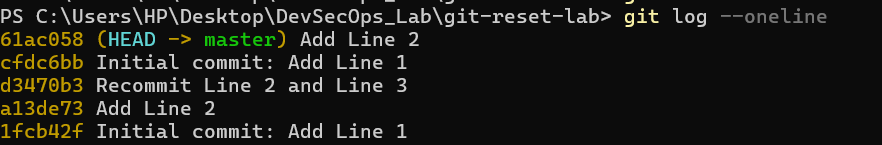 PS C:\Users\HP\Desktop\DevSecOps_Lab\git-reset-lab> git log --oneline
61ac058 (HEAD -> master) Add Line 2
cfdc6bb Initial commit: Add Line 1
d3470b3 Recommit Line 2 and Line 3
a13de73 Add Line 2
1fcb42f Initial commit: Add Line 1